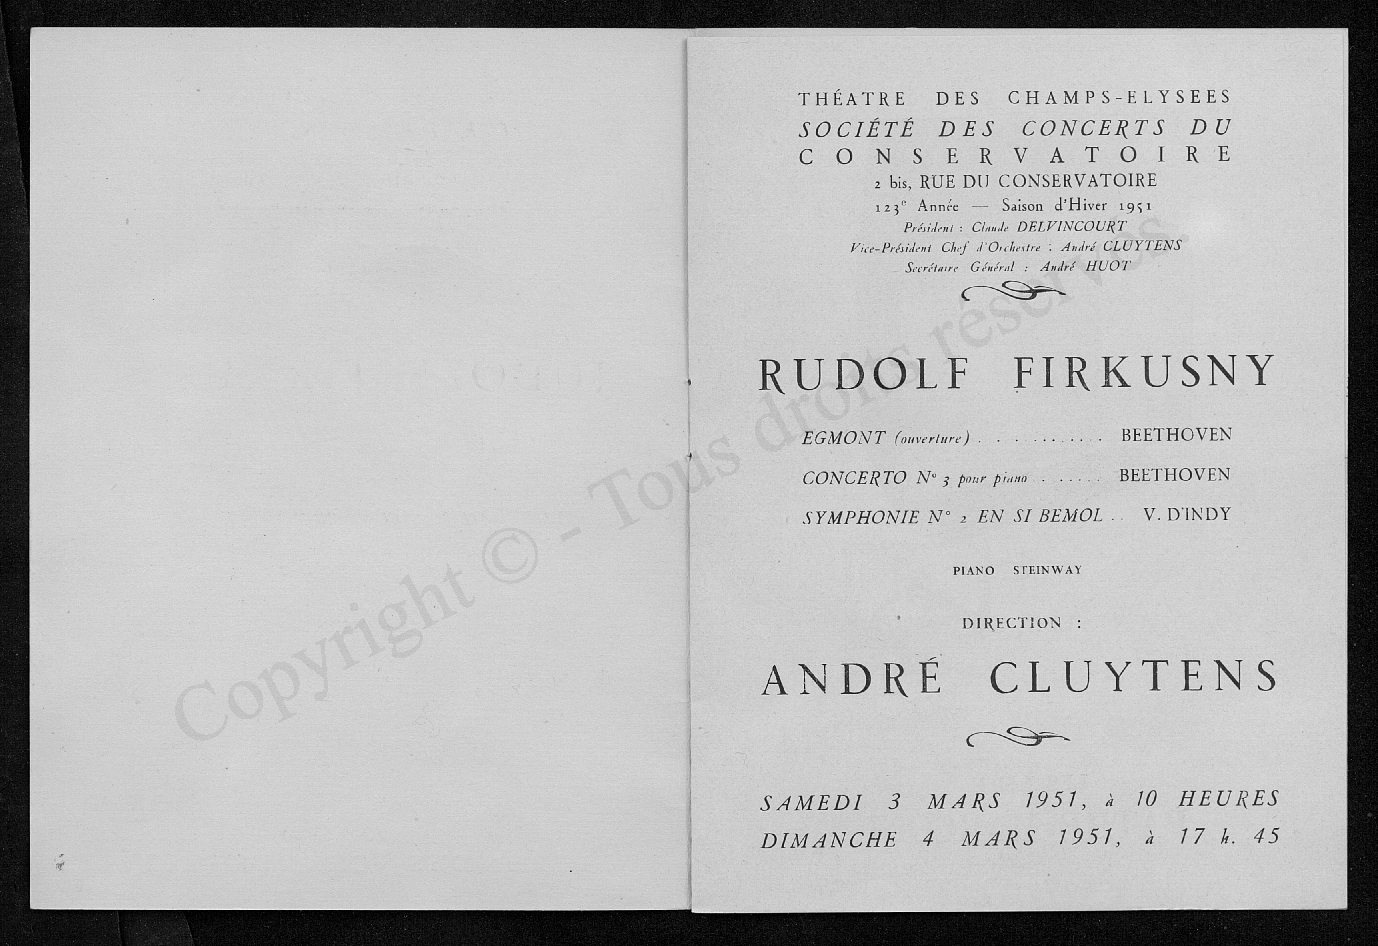 THÉATRE DES CHAMPS-ELYSEES
SOCIÉTÉ DES CONCERTS DU
CONSERVATOIRE
2 bis, RUE DU CONSERVATOIRE
123e Année — Saison d'Hiver 1951
Président : Claude DELVINCOURT
Vice-Président Chef d'Orchestre : André CLUYTENS
Secrétaire Général : André HUOT
RUDOLF FIRKUSNY
EGMONT (ouverture) . . . . . . . . . . . BEETHOVEN
CONCERTO N° 3 pour piano . . . . . . . BEETHOVEN
SYMPHONIE N° 2 EN SI BEMOL . . V. D'INDY
PIANO STEINWAY
DIRECTION :
ANDRÉ CLUYTENS
SAMEDI 3 MARS 1951, à 10 HEURES
DIMANCHE 4 MARS 1951, à 17 h. 45
Copyright © - Tous droits réservés.